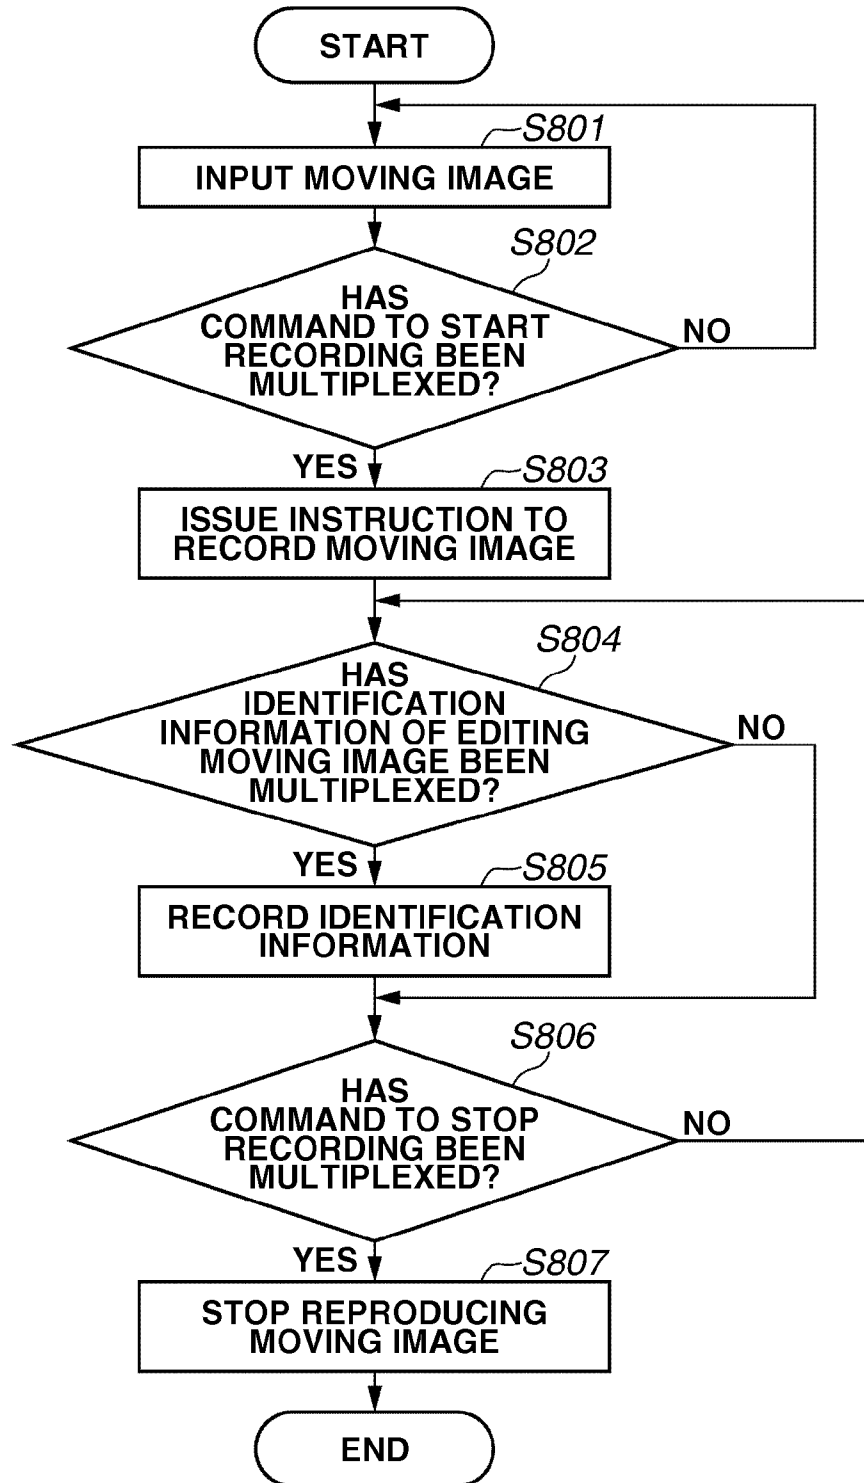 START
S801
INPUT MOVING IMAGE
S802
HAS
COMMAND TO START
RECORDING BEEN
MULTIPLEXED?
NO
YES
S803
ISSUE INSTRUCTION TO
RECORD MOVING IMAGE
S804
HAS
IDENTIFICATION
INFORMATION OF EDITING
MOVING IMAGE BEEN
MULTIPLEXED?
NO
YES
S805
RECORD IDENTIFICATION
INFORMATION
S806
HAS
COMMAND TO STOP
RECORDING BEEN
MULTIPLEXED?
NO
YES
S807
STOP REPRODUCING
MOVING IMAGE
END